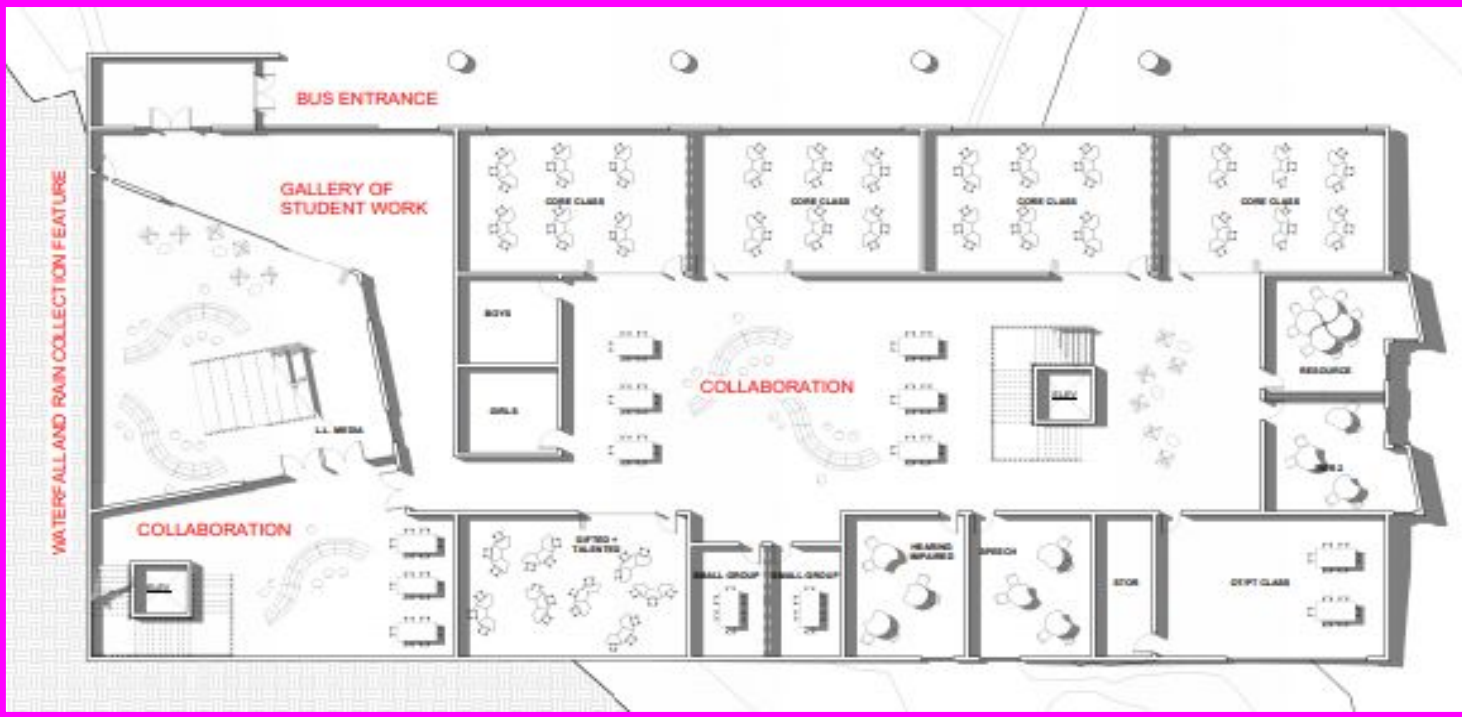 BUS ENTRANCE
WATERFALL AND RAIN COLLECTION FEATURE
GALLERY OF
STUDENT WORK
CORE CLASS
CORE CLASS
CORE CLASS
CORE CLASS
BOYS
RESOURCE
COLLABORATION
ELEV
GIRLS
L.L. MEDIA
COLLABORATION
GIFTED +
TALENTED
HEARING
IMPAIRED
SPEECH
SMALL GROUP
SMALL GROUP
STOR
OT/PT CLASS
ELEV